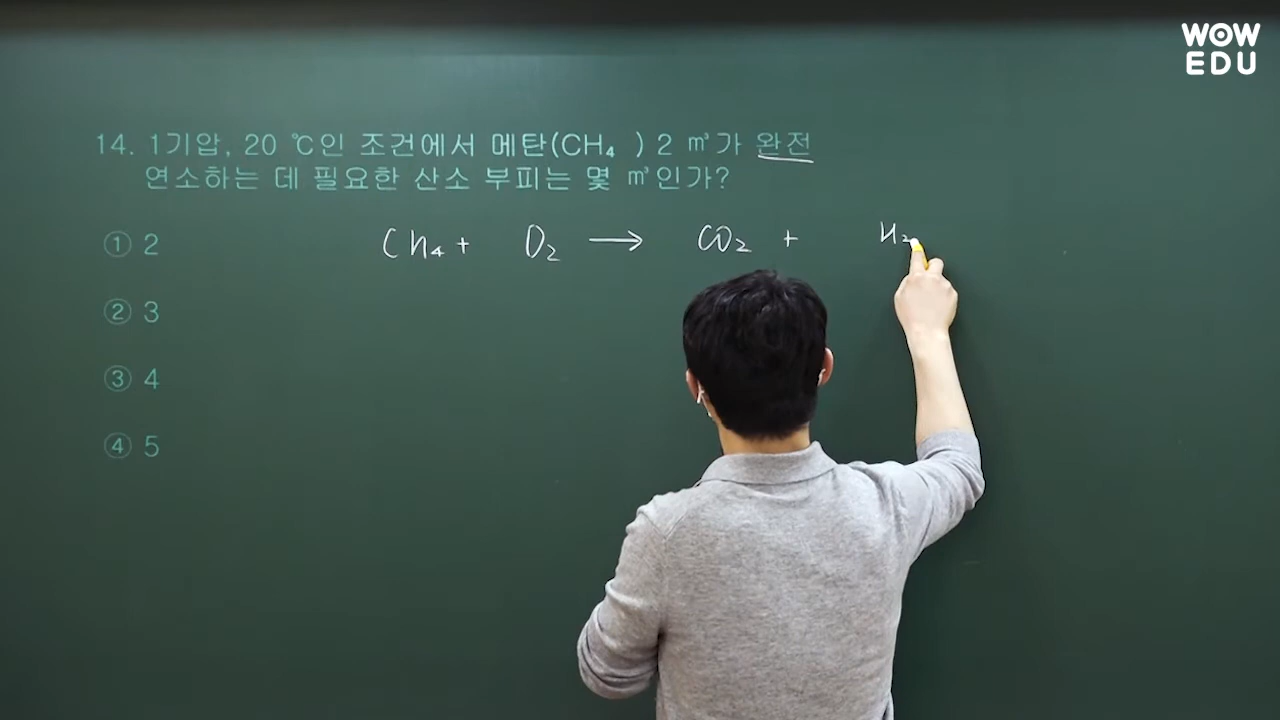 WOW
EDU
14. 1기압, 20 ℃인 조건에서 메탄(CH₄ ) 2 ㎥가 완전
연소하는 데 필요한 산소 부피는 몇 ㎥인가?
① 2
CH₄ + O₂ → CO₂ + H₂
② 3
③ 4
④ 5